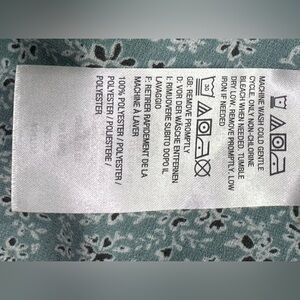 MACHINE WASH COLD GENTLE
CYCLE ONLY NON-CHLORINE
BLEACH WHEN NEEDED. TUMBLE
DRY LOW. REMOVE PROMPTLY. LOW
IRON IF NEEDED
30
GB: REMOVE PROMPTLY
D: VOR DER WÄSCHE ENTFERNEN
I: RIMUOVERE SUBITO DOPO IL
LAVAGGIO
F: RETIRER RAPIDEMENT DE LA
MACHINE À LAVER
100% POLYESTER / POLYESTER /
POLYESTER / POLIESTERE /
POLYESTER